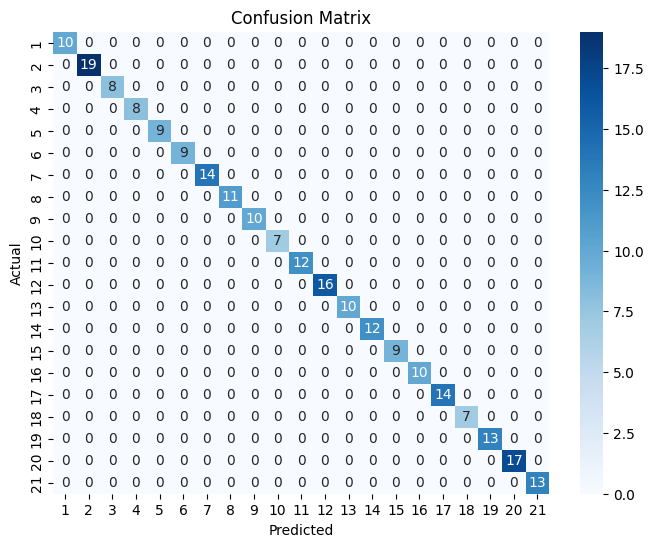 Confusion Matrix
1 10 0 0 0 0 0 0 0 0 0 0 0 0 0 0 0 0 0 0 0 0
2 0 19 0 0 0 0 0 0 0 0 0 0 0 0 0 0 0 0 0 0 0
3 0 0 8 0 0 0 0 0 0 0 0 0 0 0 0 0 0 0 0 0 0
4 0 0 0 8 0 0 0 0 0 0 0 0 0 0 0 0 0 0 0 0 0
5 0 0 0 0 9 0 0 0 0 0 0 0 0 0 0 0 0 0 0 0 0
6 0 0 0 0 0 9 0 0 0 0 0 0 0 0 0 0 0 0 0 0 0
7 0 0 0 0 0 0 14 0 0 0 0 0 0 0 0 0 0 0 0 0 0
8 0 0 0 0 0 0 0 11 0 0 0 0 0 0 0 0 0 0 0 0 0
9 0 0 0 0 0 0 0 0 10 0 0 0 0 0 0 0 0 0 0 0 0
10 0 0 0 0 0 0 0 0 0 7 0 0 0 0 0 0 0 0 0 0 0
11 0 0 0 0 0 0 0 0 0 0 12 0 0 0 0 0 0 0 0 0 0
12 0 0 0 0 0 0 0 0 0 0 0 16 0 0 0 0 0 0 0 0 0
13 0 0 0 0 0 0 0 0 0 0 0 0 10 0 0 0 0 0 0 0 0
14 0 0 0 0 0 0 0 0 0 0 0 0 0 12 0 0 0 0 0 0 0
15 0 0 0 0 0 0 0 0 0 0 0 0 0 0 9 0 0 0 0 0 0
16 0 0 0 0 0 0 0 0 0 0 0 0 0 0 0 10 0 0 0 0 0
17 0 0 0 0 0 0 0 0 0 0 0 0 0 0 0 0 14 0 0 0 0
18 0 0 0 0 0 0 0 0 0 0 0 0 0 0 0 0 0 7 0 0 0
19 0 0 0 0 0 0 0 0 0 0 0 0 0 0 0 0 0 0 13 0 0
20 0 0 0 0 0 0 0 0 0 0 0 0 0 0 0 0 0 0 0 17 0
21 0 0 0 0 0 0 0 0 0 0 0 0 0 0 0 0 0 0 0 0 13
1 2 3 4 5 6 7 8 9 10 11 12 13 14 15 16 17 18 19 20 21
Predicted
Actual
17.5
15.0
12.5
10.0
7.5
5.0
2.5
0.0